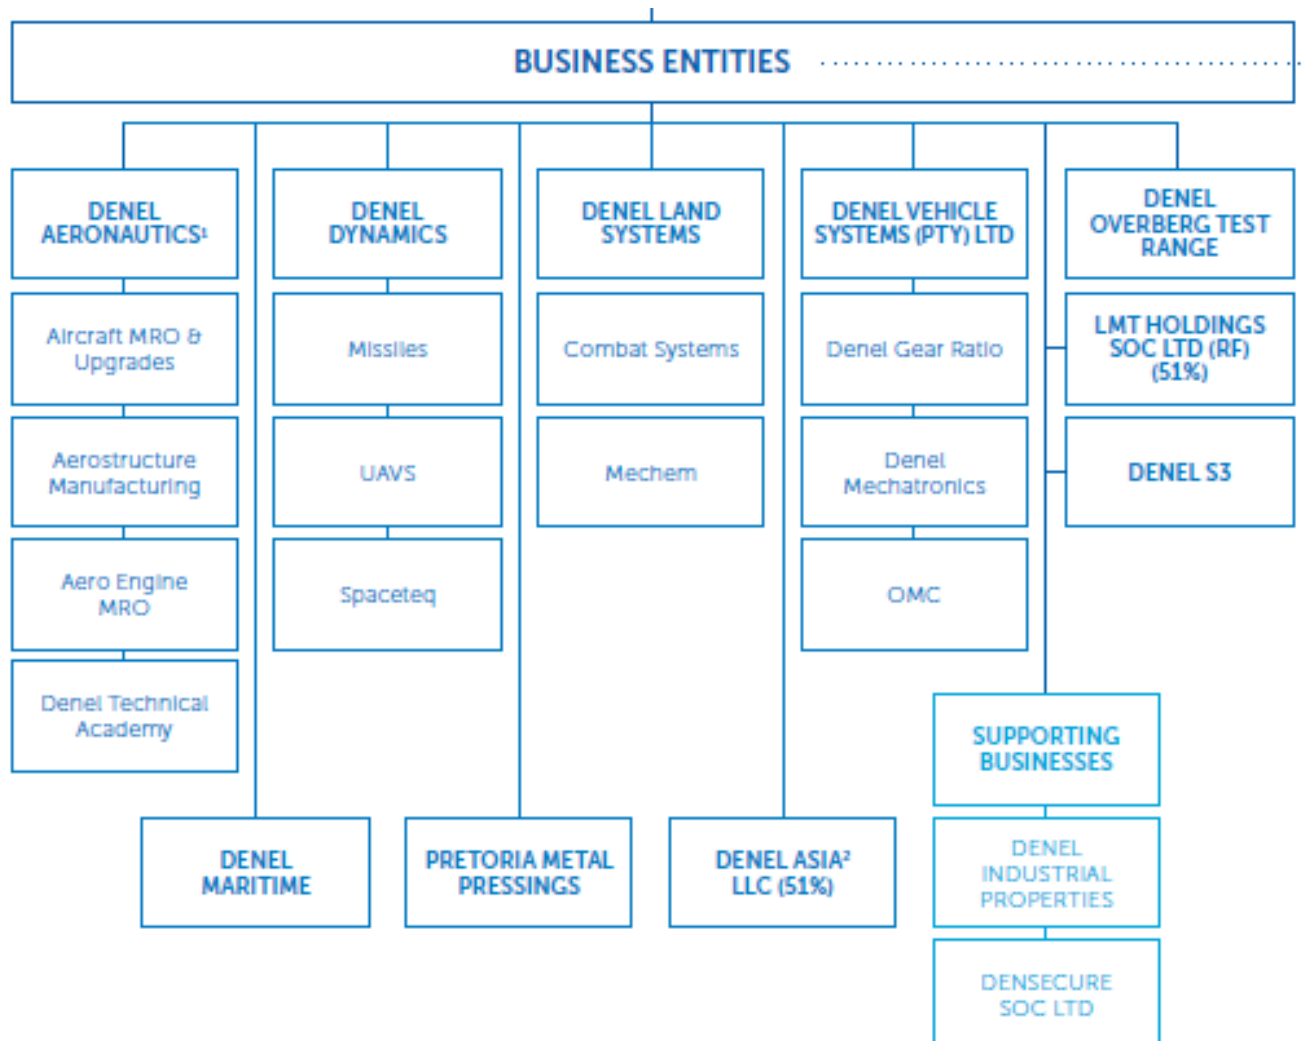 BUSINESS ENTITIES
DENEL
AERONAUTICS¹
Aircraft MRO &
Upgrades
Aerostructure
Manufacturing
Aero Engine
MRO
Denel Technical
Academy
DENEL
MARITIME
DENEL
DYNAMICS
Missiles
UAVS
Spaceteq
PRETORIA METAL
PRESSINGS
DENEL LAND
SYSTEMS
Combat Systems
Mechem
DENEL ASIA²
LLC (51%)
DENEL VEHICLE
SYSTEMS (PTY) LTD
Denel Gear Ratio
Denel
Mechatronics
OMC
DENEL
OVERBERG TEST
RANGE
LMT HOLDINGS
SOC LTD (RF)
(51%)
DENEL S3
SUPPORTING
BUSINESSES
DENEL
INDUSTRIAL
PROPERTIES
DENSECURE
SOC LTD